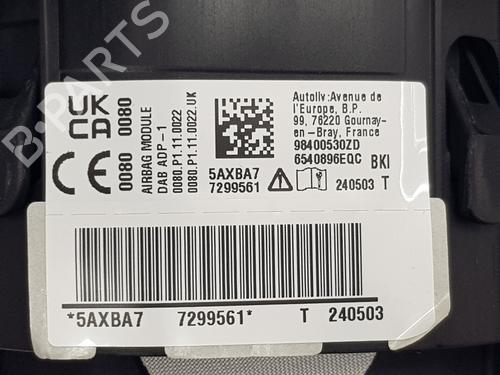 UK
CA
0080
CE
0080
AIRBAG MODULE
DAB ADP-1
0080.P1.11.0022
0080.P1.11.0022.UK
5AXBA7
7299561
Autoliv:Avenue de
l'Europe, B.P.
99, 76220 Gournay-
en-Bray, France
98400530ZD
6540896EQC BKI
240503 T
*5AXBA7 7299561* T 240503
B-PARTS